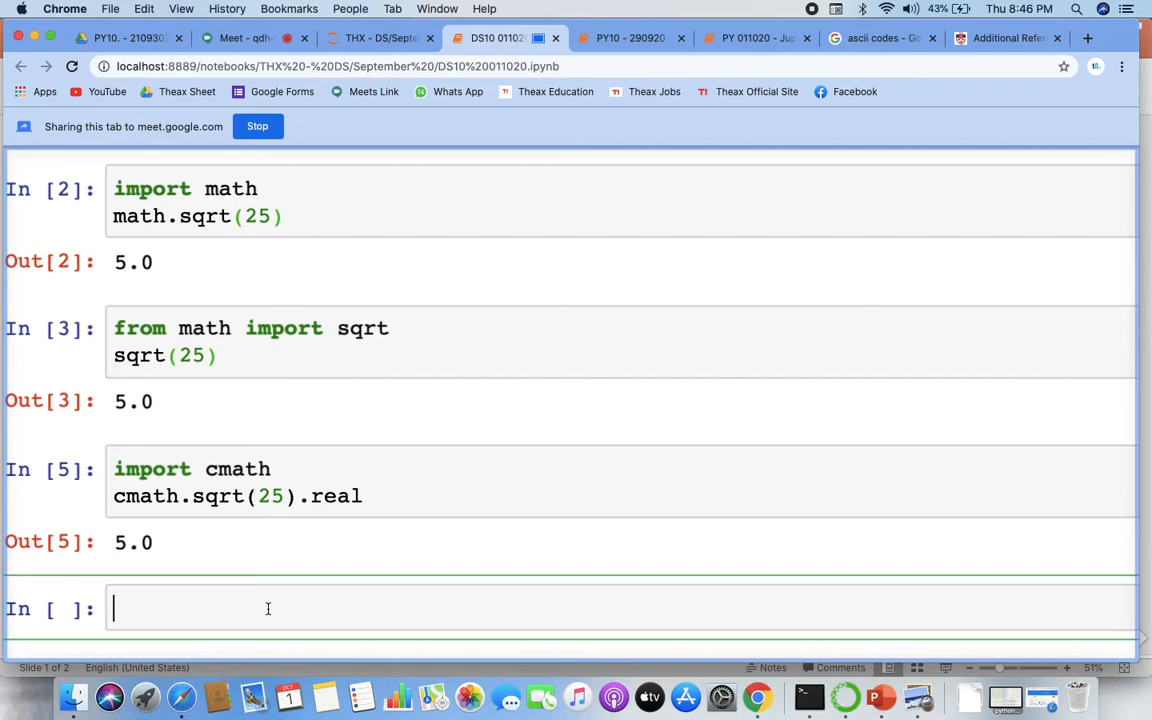 Chrome File Edit View History Bookmarks People Tab Window Help 43% Thu 8:46 PM
PY10. - 210930 Meet - qdh- THX - DS/Septe DS10 01102 PY10 - 290920 PY 011020 - Jup ascii codes - Go Additional Refer
localhost:8889/notebooks/THX%20-%20DS/September%20/DS10%20011020.ipynb
Apps YouTube Theax Sheet Google Forms Meets Link Whats App Theax Education Theax Jobs Theax Official Site Facebook
Sharing this tab to meet.google.com Stop
In [2]: import math
math.sqrt(25)
Out[2]: 5.0
In [3]: from math import sqrt
sqrt(25)
Out[3]: 5.0
In [5]: import cmath
cmath.sqrt(25).real
Out[5]: 5.0
In [ ]:
Slide 1 of 2 English (United States) Notes Comments 51%